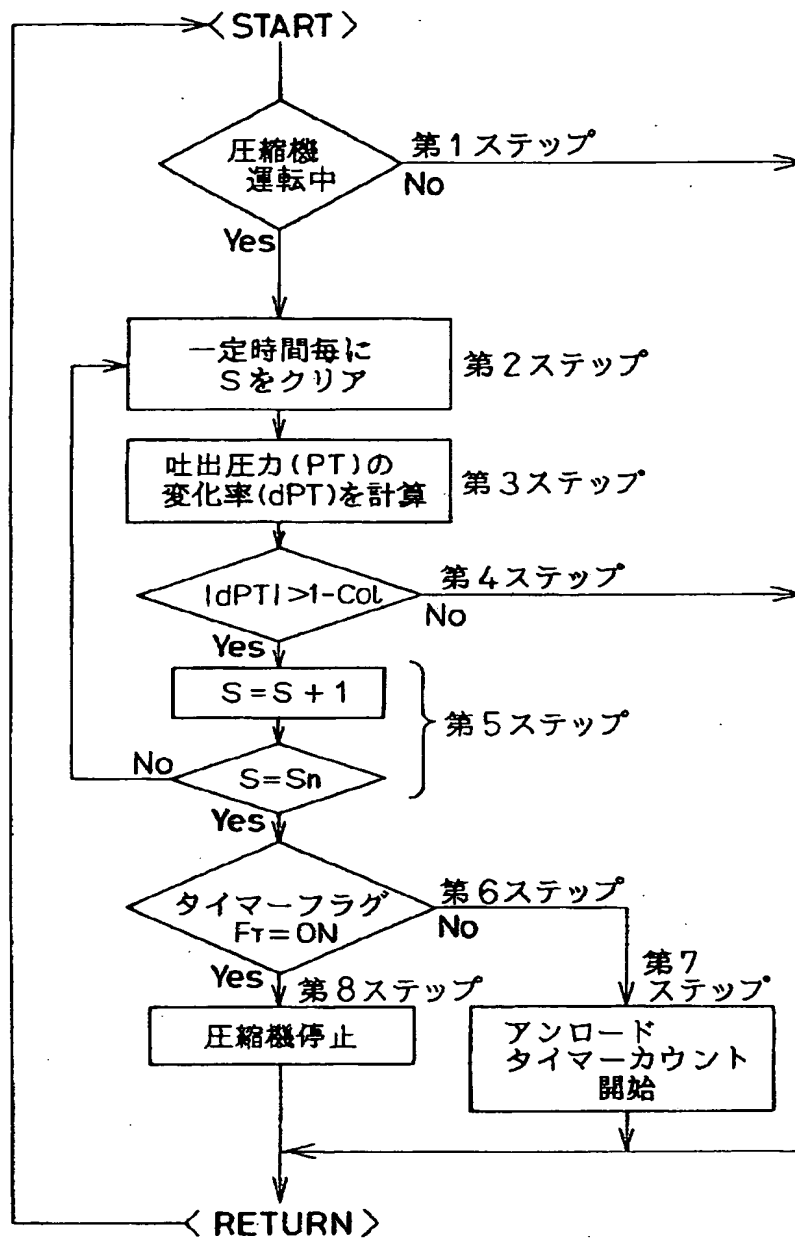 〈START〉
圧縮機
運転中
第1ステップ
No
Yes
一定時間毎に
Sをクリア
第2ステップ
吐出圧力(PT)の
変化率(dPT)を計算
第3ステップ
|dPT|>1-Col
第4ステップ
No
Yes
S=S+1
第5ステップ
No
S=Sn
Yes
タイマーフラグ
FT=ON
第6ステップ
No
Yes
第8ステップ
第7
ステップ
圧縮機停止
アンロード
タイマーカウント
開始
〈RETURN〉